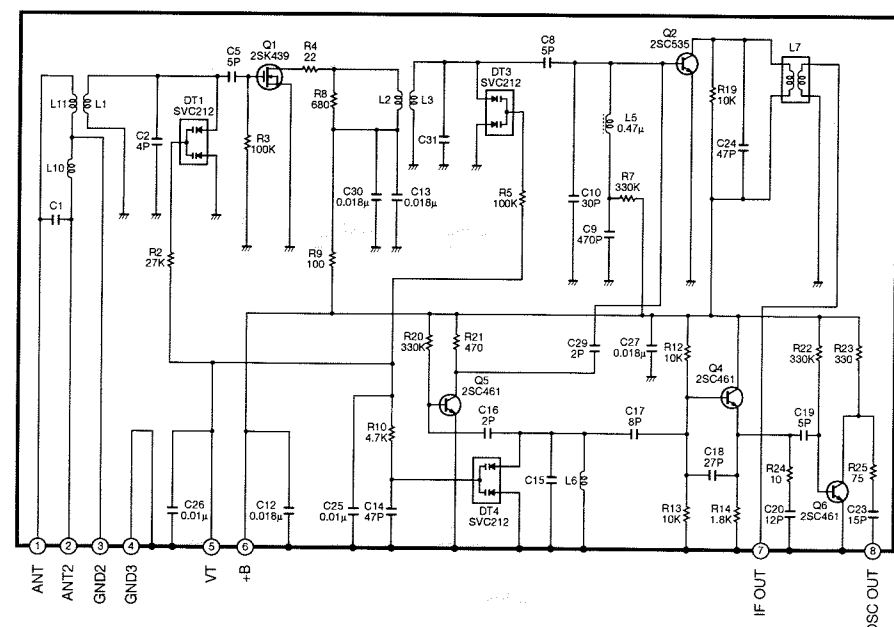 C5
5P
Q1
2SK439
R4
22
C8
5P
Q2
2SC535
L7
L11
L1
DT1
SVC212
R8
680
L2
L3
DT3
SVC212
R19
10K
C2
4P
R3
100K
C31
L5
0.47μ
C24
47P
L10
C1
C30
0.018μ
C13
0.018μ
R5
100K
C10
30P
R7
330K
C9
470P
R2
27K
R9
100
R20
330K
R21
470
C29
2P
C27
0.018μ
R12
10K
R22
330K
R23
330
Q5
2SC461
Q4
2SC461
C16
2P
C17
8P
C19
5P
R10
4.7K
C18
27P
R24
10
R25
75
C26
0.01μ
C12
0.018μ
C25
0.01μ
C14
47P
DT4
SVC212
C15
L6
R13
10K
R14
1.8K
C20
12P
Q6
2SC461
C23
15P
1
2
3
4
5
6
7
8
ANT
ANT2
GND2
GND3
VT
+B
IF OUT
OSC OUT